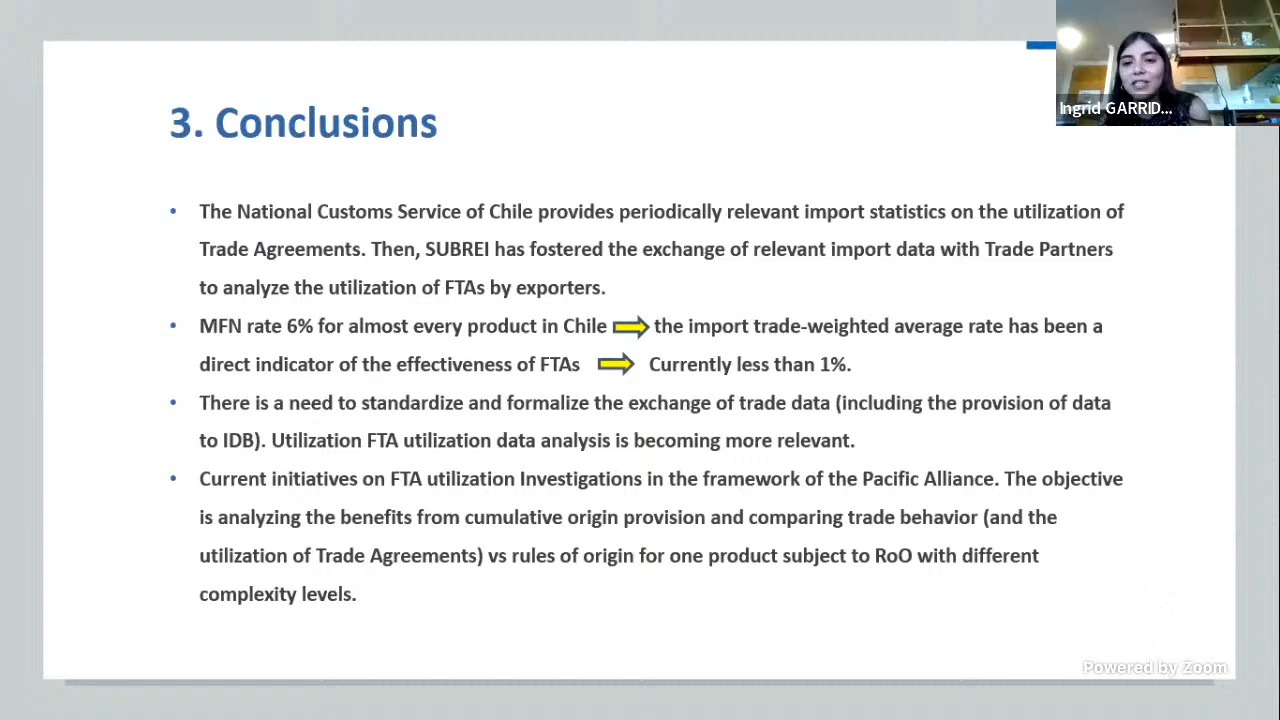 Ingrid GARRID...
3. Conclusions
• The National Customs Service of Chile provides periodically relevant import statistics on the utilization of
Trade Agreements. Then, SUBREI has fostered the exchange of relevant import data with Trade Partners
to analyze the utilization of FTAs by exporters.
• MFN rate 6% for almost every product in Chile the import trade-weighted average rate has been a
direct indicator of the effectiveness of FTAs Currently less than 1%.
• There is a need to standardize and formalize the exchange of trade data (including the provision of data
to IDB). Utilization FTA utilization data analysis is becoming more relevant.
• Current initiatives on FTA utilization Investigations in the framework of the Pacific Alliance. The objective
is analyzing the benefits from cumulative origin provision and comparing trade behavior (and the
utilization of Trade Agreements) vs rules of origin for one product subject to RoO with different
complexity levels.
Powered by Zoom